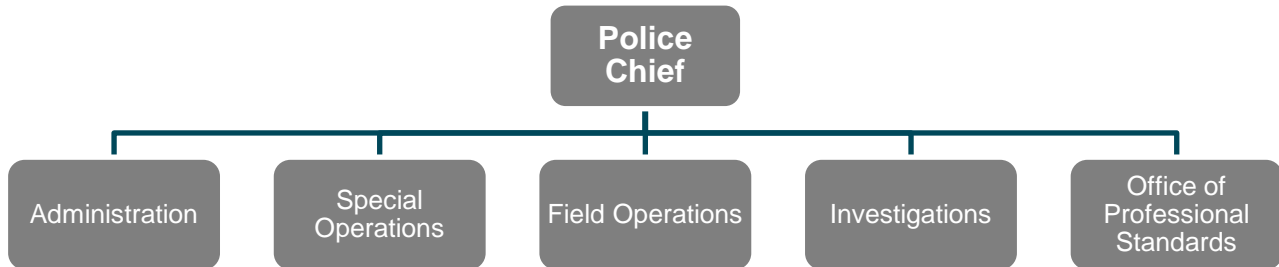 Police
Chief
Administration
Special
Operations
Field Operations
Investigations
Office of
Professional
Standards